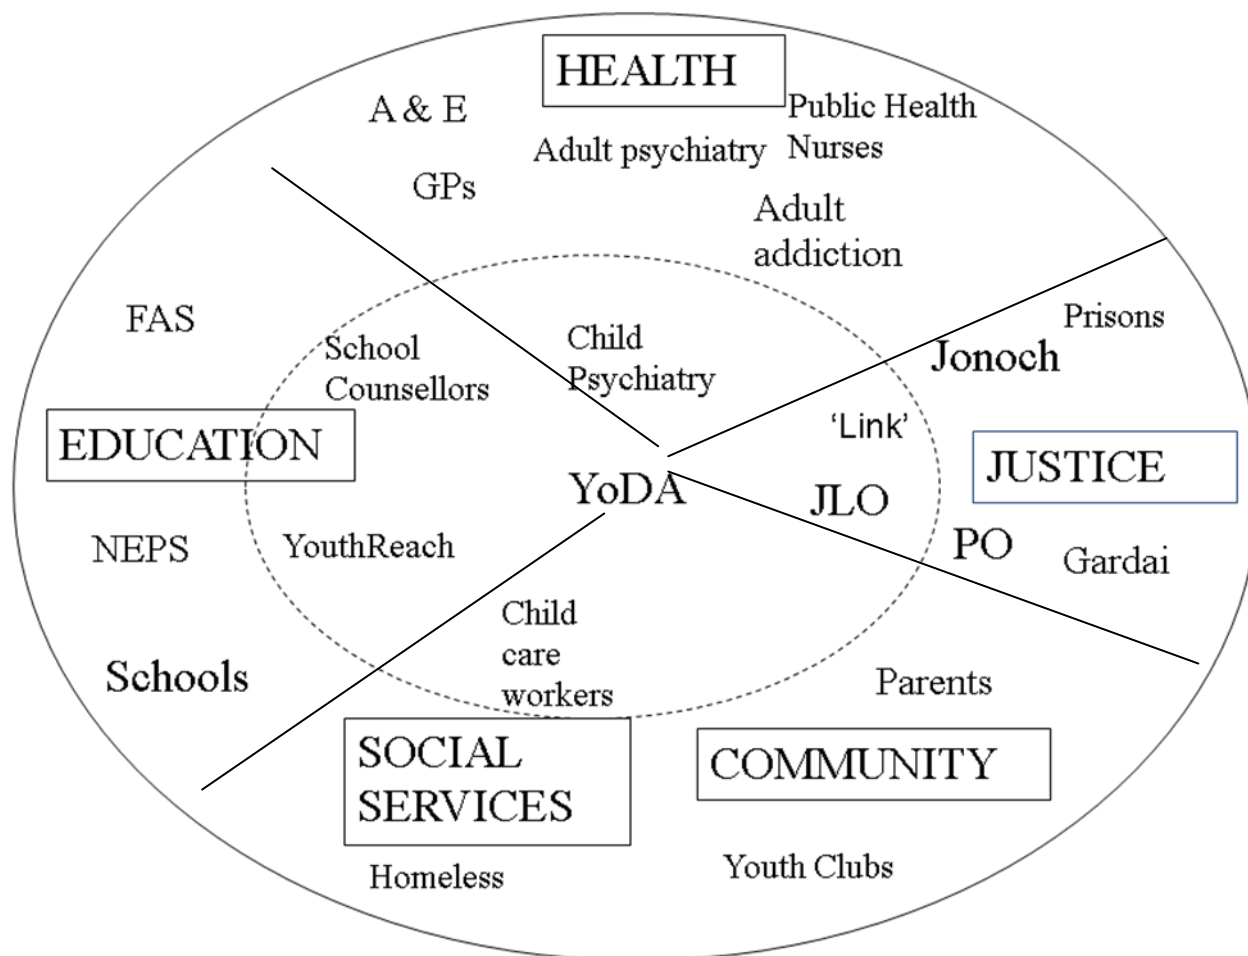 HEALTH
A & E
Public Health
Nurses
Adult psychiatry
GPs
Adult
addiction
FAS
School
Counsellors
Child
Psychiatry
Prisons
Jonoch
'Link'
EDUCATION
JUSTICE
YoDA
JLO
NEPS
YouthReach
PO
Gardai
Child
care
workers
Schools
Parents
SOCIAL
SERVICES
COMMUNITY
Homeless
Youth Clubs